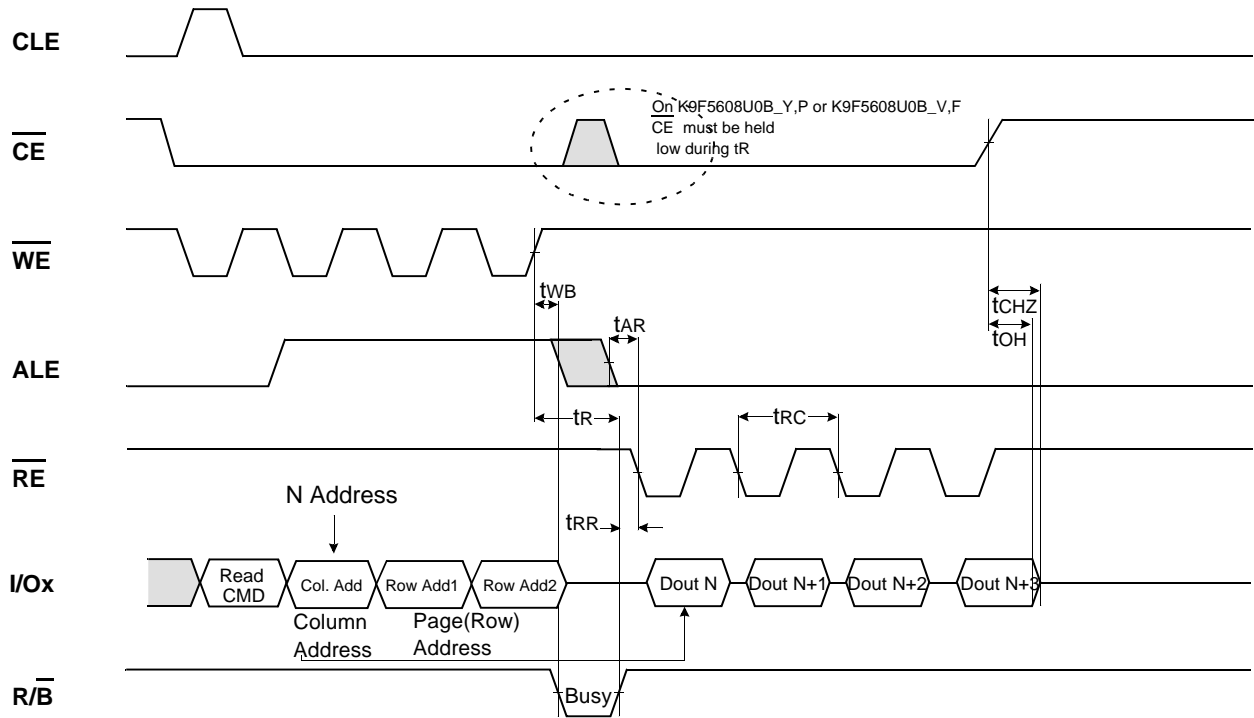 CLE
On K9F5608U0B_Y,P or K9F5608U0B_V,F
CE must be held
low during tR
CE
WE
tWB
tCHZ
tAR
tOH
ALE
tR
tRC
RE
N Address
tRR
I/Ox
Read
CMD
Col. Add
Row Add1
Row Add2
Dout N
Dout N+1
Dout N+2
Dout N+3
Column
Address
Page(Row)
Address
R/B
Busy